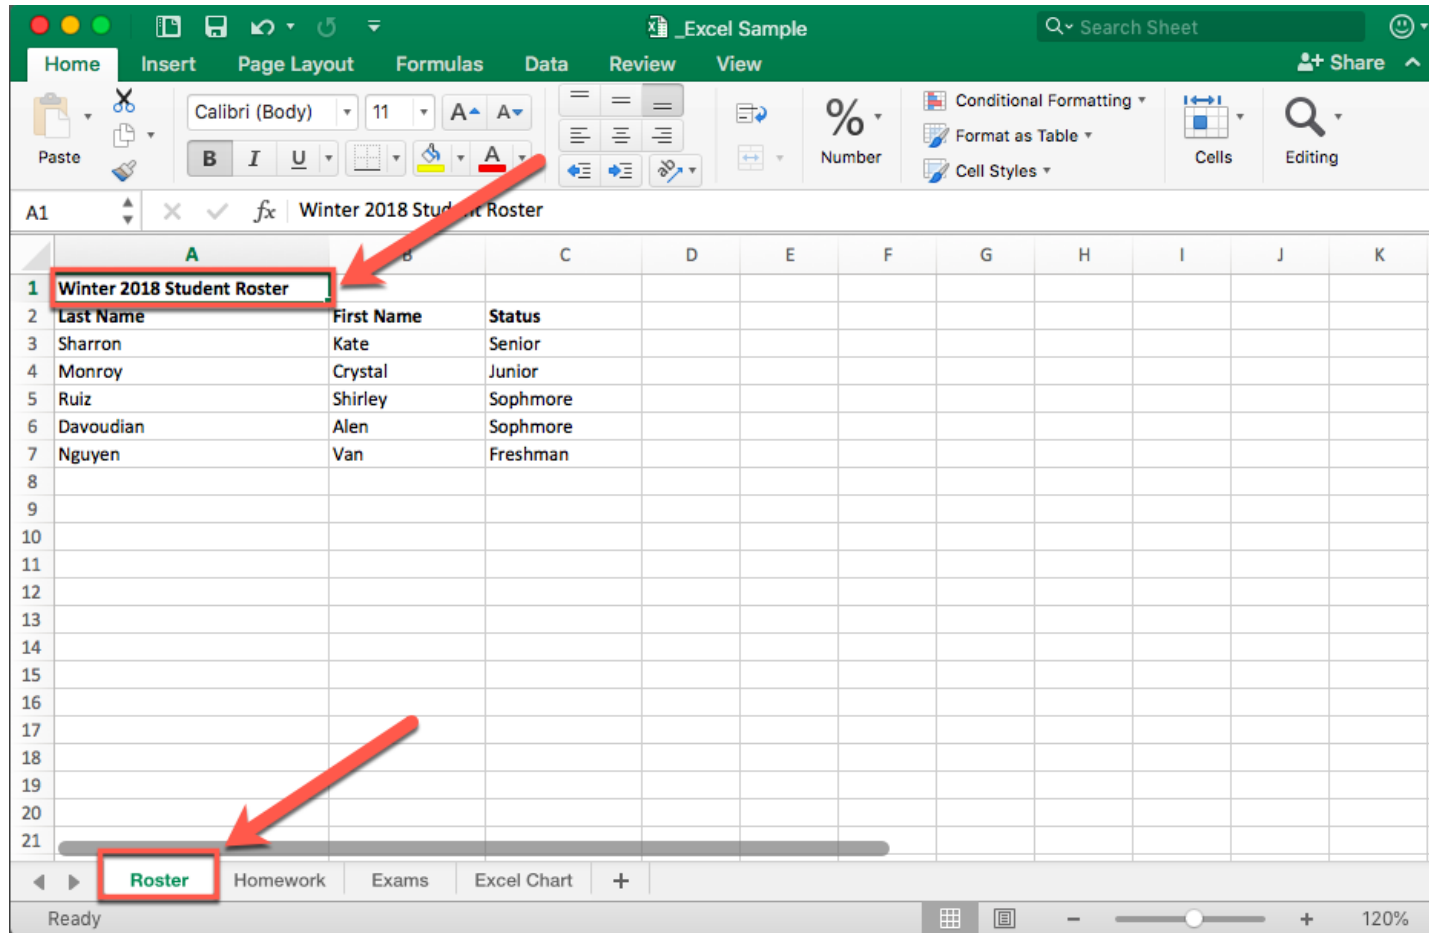 _Excel Sample
Search Sheet
Home Insert Page Layout Formulas Data Review View Share
Paste
Calibri (Body) 11 A A
B I U A
% Number
Conditional Formatting
Format as Table
Cell Styles
Cells
Editing
A1 fx Winter 2018 Student Roster
A B C D E F G H I J K
1 Winter 2018 Student Roster
2 Last Name First Name Status
3 Sharron Kate Senior
4 Monroy Crystal Junior
5 Ruiz Shirley Sophmore
6 Davoudian Alen Sophmore
7 Nguyen Van Freshman
8
9
10
11
12
13
14
15
16
17
18
19
20
21
Roster Homework Exams Excel Chart +
Ready − + 120%